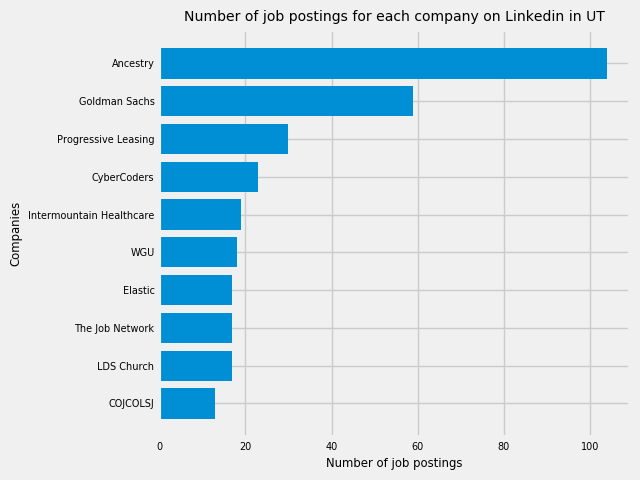 Number of job postings for each company on Linkedin in UT
Companies
Ancestry
Goldman Sachs
Progressive Leasing
CyberCoders
Intermountain Healthcare
WGU
Elastic
The Job Network
LDS Church
COJCOLSJ
0 20 40 60 80 100
Number of job postings